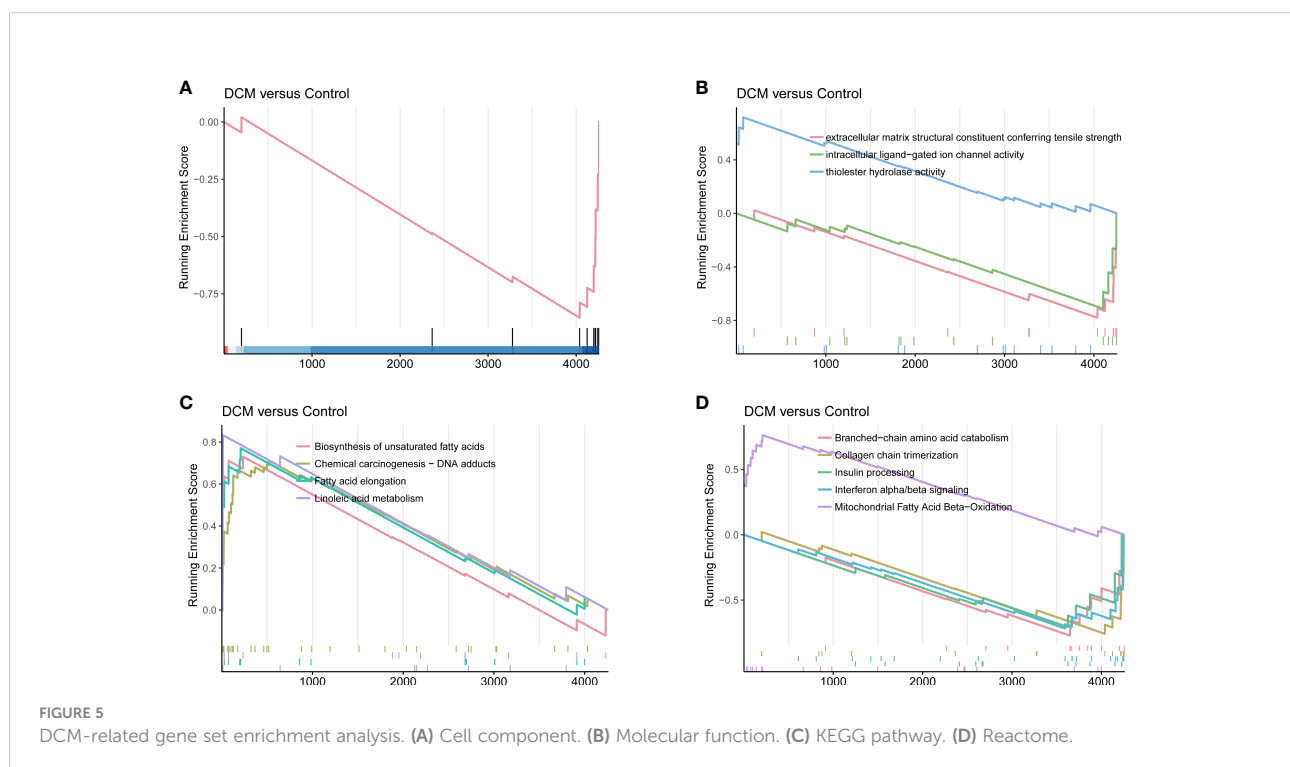 A
DCM versus Control
Running Enrichment Score
0.00
−0.25
−0.50
−0.75
1000 2000 3000 4000
B
DCM versus Control
Running Enrichment Score
0.4
0.0
−0.4
−0.8
extracellular matrix structural constituent conferring tensile strength
intracellular ligand−gated ion channel activity
thiolester hydrolase activity
1000 2000 3000 4000
C
DCM versus Control
Running Enrichment Score
0.8
0.6
0.4
0.2
0.0
Biosynthesis of unsaturated fatty acids
Chemical carcinogenesis − DNA adducts
Fatty acid elongation
Linoleic acid metabolism
1000 2000 3000 4000
D
DCM versus Control
Running Enrichment Score
0.5
0.0
−0.5
Branched−chain amino acid catabolism
Collagen chain trimerization
Insulin processing
Interferon alpha/beta signaling
Mitochondrial Fatty Acid Beta−Oxidation
1000 2000 3000 4000
FIGURE 5
DCM-related gene set enrichment analysis. (A) Cell component. (B) Molecular function. (C) KEGG pathway. (D) Reactome.